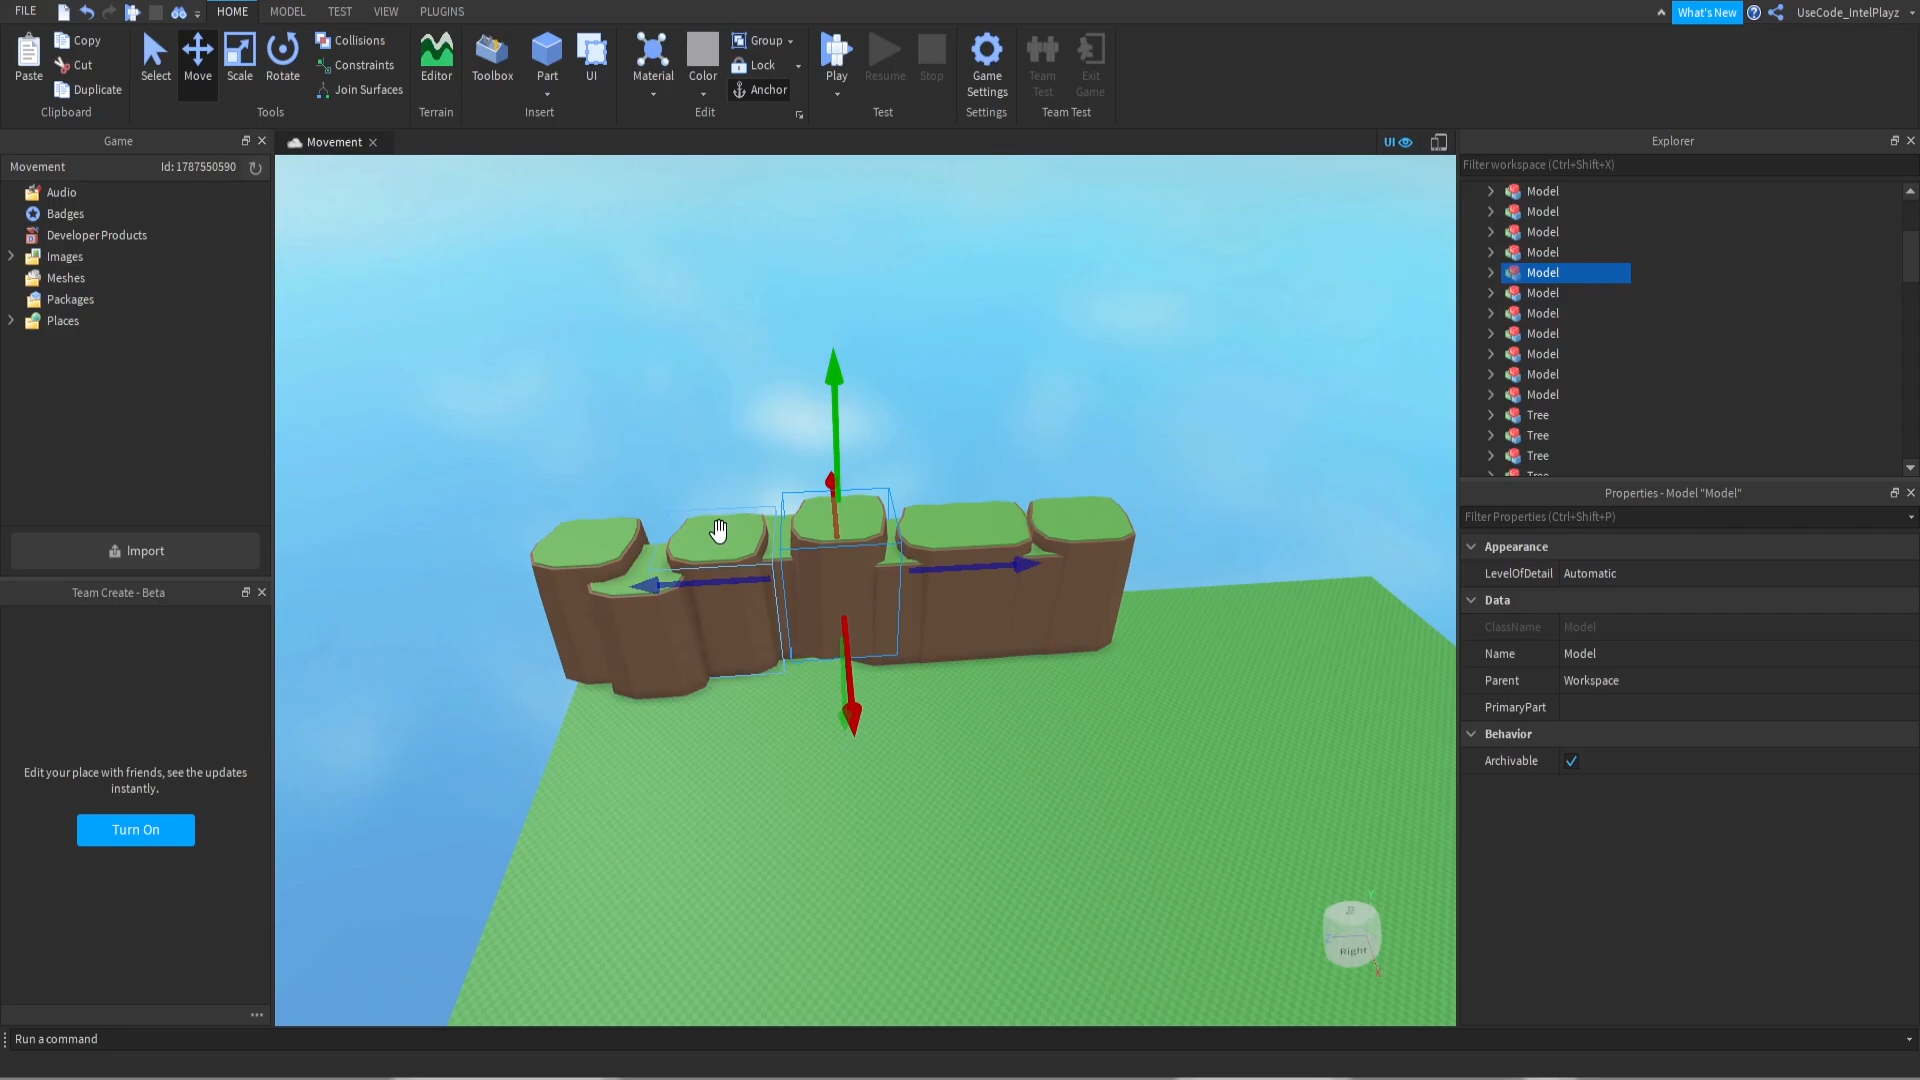 FILE HOME MODEL TEST VIEW PLUGINS What's New UseCode_IntelPlayz
Paste Copy Cut Duplicate Select Move Scale Rotate Collisions Constraints Join Surfaces Editor Toolbox Part UI Material Color Group Lock Anchor Play Resume Stop Game Settings Team Test Exit Game
Clipboard Tools Terrain Insert Edit Test Settings Team Test
Game
Movement Id: 1787550590
Audio
Badges
Developer Products
Images
Meshes
Packages
Places
Import
Team Create - Beta
Edit your place with friends, see the updates
instantly.
Turn On
Movement
UI
Y
Z
Right
X
Explorer
Filter workspace (Ctrl+Shift+X)
Model
Model
Model
Model
Model
Model
Model
Model
Model
Model
Model
Tree
Tree
Tree
Tree
Properties - Model "Model"
Filter Properties (Ctrl+Shift+P)
Appearance
LevelOfDetail Automatic
Data
ClassName Model
Name Model
Parent Workspace
PrimaryPart
Behavior
Archivable
Run a command